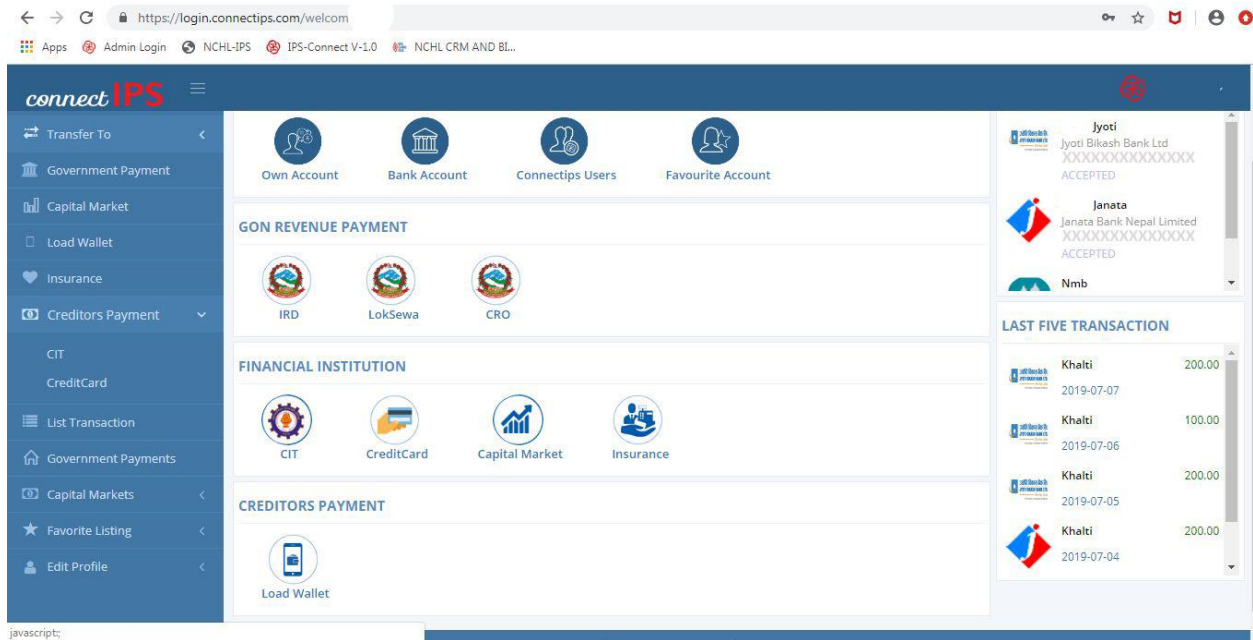 https://login.connectips.com/welcom
Apps Admin Login NCHL-IPS IPS-Connect V-1.0 NCHL CRM AND BI...
connect IPS
Transfer To
Government Payment
Capital Market
Load Wallet
Insurance
Creditors Payment
CIT
CreditCard
List Transaction
Government Payments
Capital Markets
Favorite Listing
Edit Profile
Own Account Bank Account Connectips Users Favourite Account
GON REVENUE PAYMENT
IRD LokSewa CRO
FINANCIAL INSTITUTION
CIT CreditCard Capital Market Insurance
CREDITORS PAYMENT
Load Wallet
Jyoti
Jyoti Bikash Bank Ltd
XXXXXXXXXXXXXX
ACCEPTED
Janata
Janata Bank Nepal Limited
XXXXXXXXXXXXXX
ACCEPTED
Nmb
LAST FIVE TRANSACTION
Khalti 200.00
2019-07-07
Khalti 100.00
2019-07-06
Khalti 200.00
2019-07-05
Khalti 200.00
2019-07-04
javascript:;